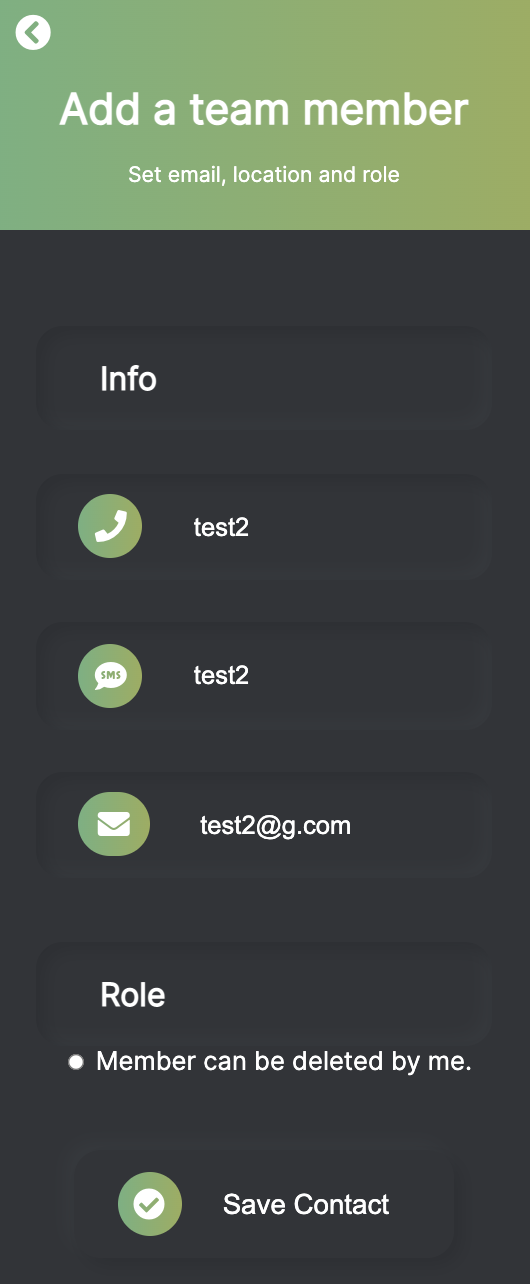 Add a team member
Set email, location and role
Info
test2
SMS
test2
test2@g.com
Role
Member can be deleted by me.
Save Contact